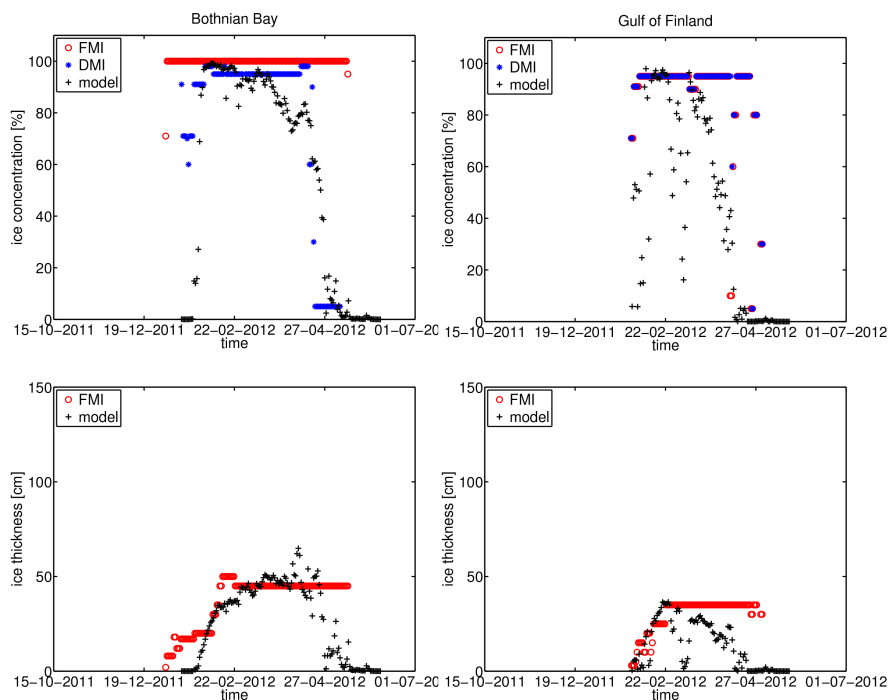 Bothnian Bay
FMI
DMI
model
ice concentration [%]
100
80
60
40
20
0
15-10-2011 19-12-2011 22-02-2012 27-04-2012 01-07-20
time
Gulf of Finland
FMI
DMI
model
ice concentration [%]
100
80
60
40
20
0
15-10-2011 19-12-2011 22-02-2012 27-04-2012 01-07-2012
time
FMI
model
ice thickness [cm]
150
100
50
0
15-10-2011 19-12-2011 22-02-2012 27-04-2012 01-07-20
time
FMI
model
ice thickness [cm]
150
100
50
0
15-10-2011 19-12-2011 22-02-2012 27-04-2012 01-07-2012
time